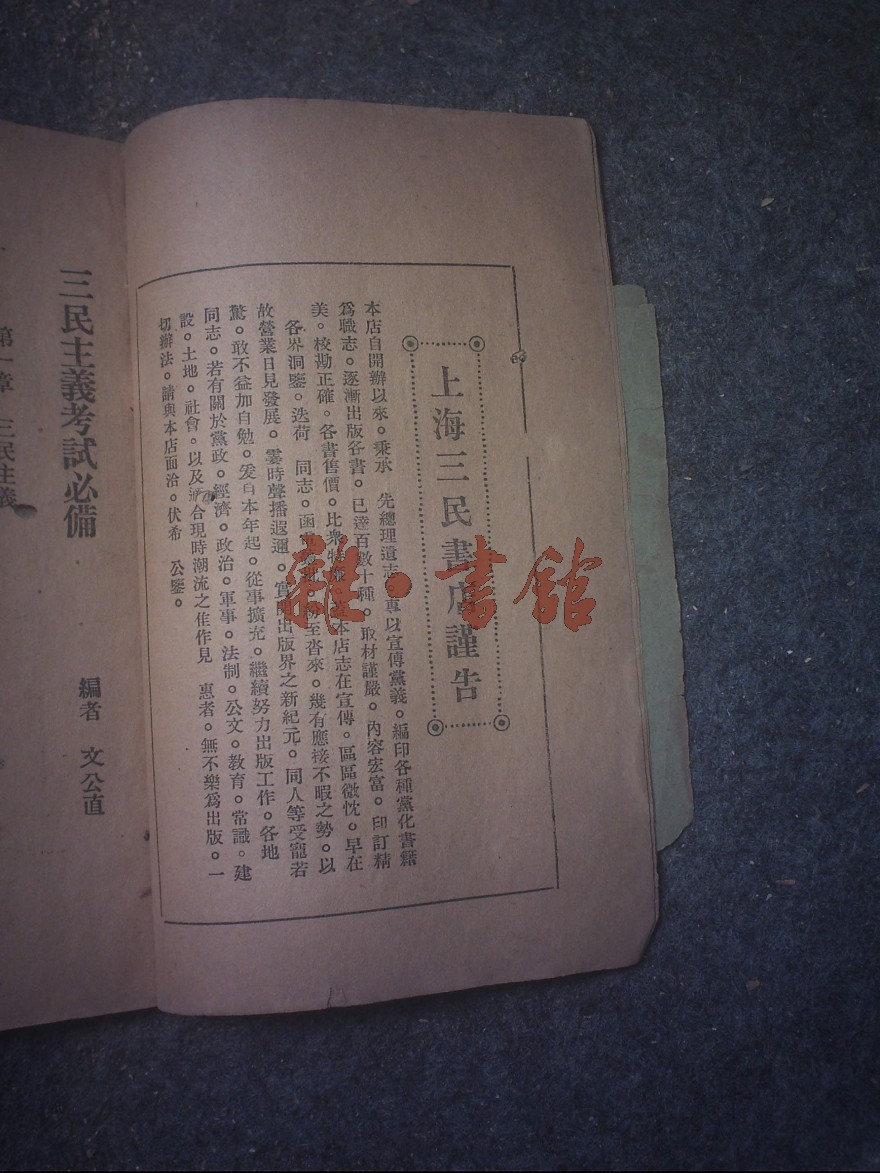 上海三民書店謹告
本店自開辦以來。秉承　先總理遺志。專以宣傳黨義。編印各種黨化書籍
爲職志。逐漸出版各書。已達百數十種。取材謹嚴。內容宏富。印訂精
美。校勘正確。各書售價。比衆特　本店志在宣傳。區區微忱。早在
各界洞鑒。迭荷　同志。函　紛至沓來。幾有應接不暇之勢。以
故營業日見發展。霎時聲播遐邇。實開出版界之新紀元。同人等受寵若
驚。敢不益加自勉。爰自本年起。從事擴充。繼續努力出版工作。各地
同志。若有關於黨政。經濟。政治。軍事。法制。公文。教育。常識。建
設。土地。社會。以及適合現時潮流之佳作見　惠者。無不樂爲出版。一
切辦法。請與本店面洽。伏希　公鑒。
三民主義考試必備
編者　文公直
第一章　三民主義
雜·書館